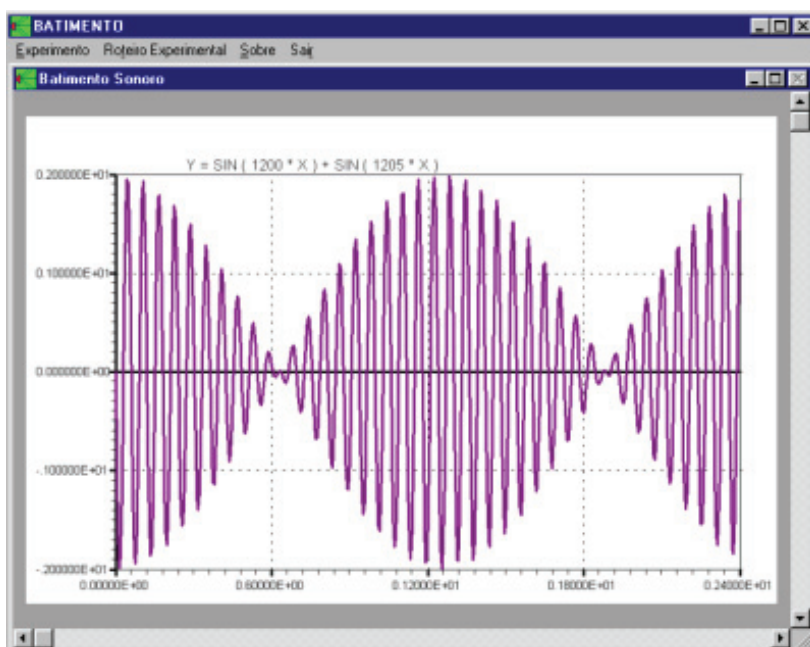 BATIMENTO
Experimento Roteiro Experimental Sobre Sair
Batimento Sonoro
Y = SIN ( 1200 * X ) + SIN ( 1205 * X )
0.200000E+01
0.100000E+01
0.000000E+00
-.100000E+01
-.200000E+01
0.00000E+00 0.60000E+00 0.12000E+01 0.18000E+01 0.24000E+01